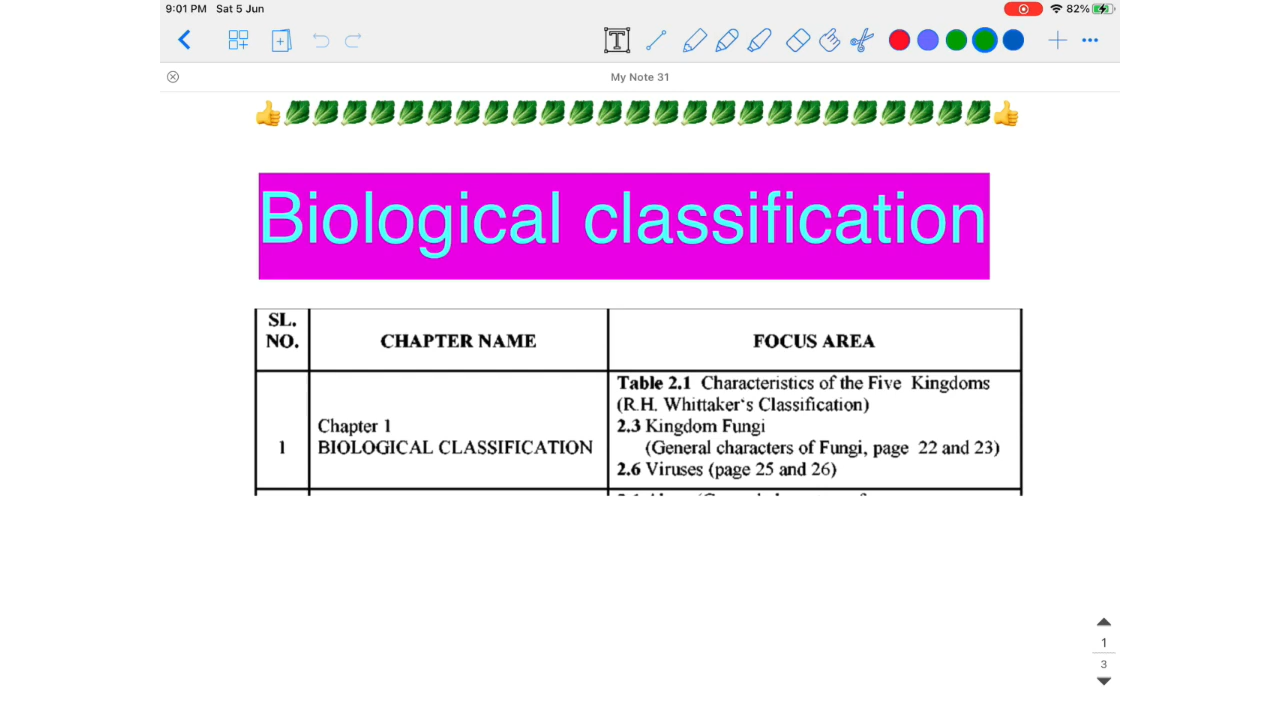 9:01 PM Sat 5 Jun
82%
T
My Note 31
Biological classification
SL. NO.
CHAPTER NAME
FOCUS AREA
1
Chapter 1
BIOLOGICAL CLASSIFICATION
Table 2.1 Characteristics of the Five Kingdoms
(R.H. Whittaker's Classification)
2.3 Kingdom Fungi
(General characters of Fungi, page 22 and 23)
2.6 Viruses (page 25 and 26)
1
3